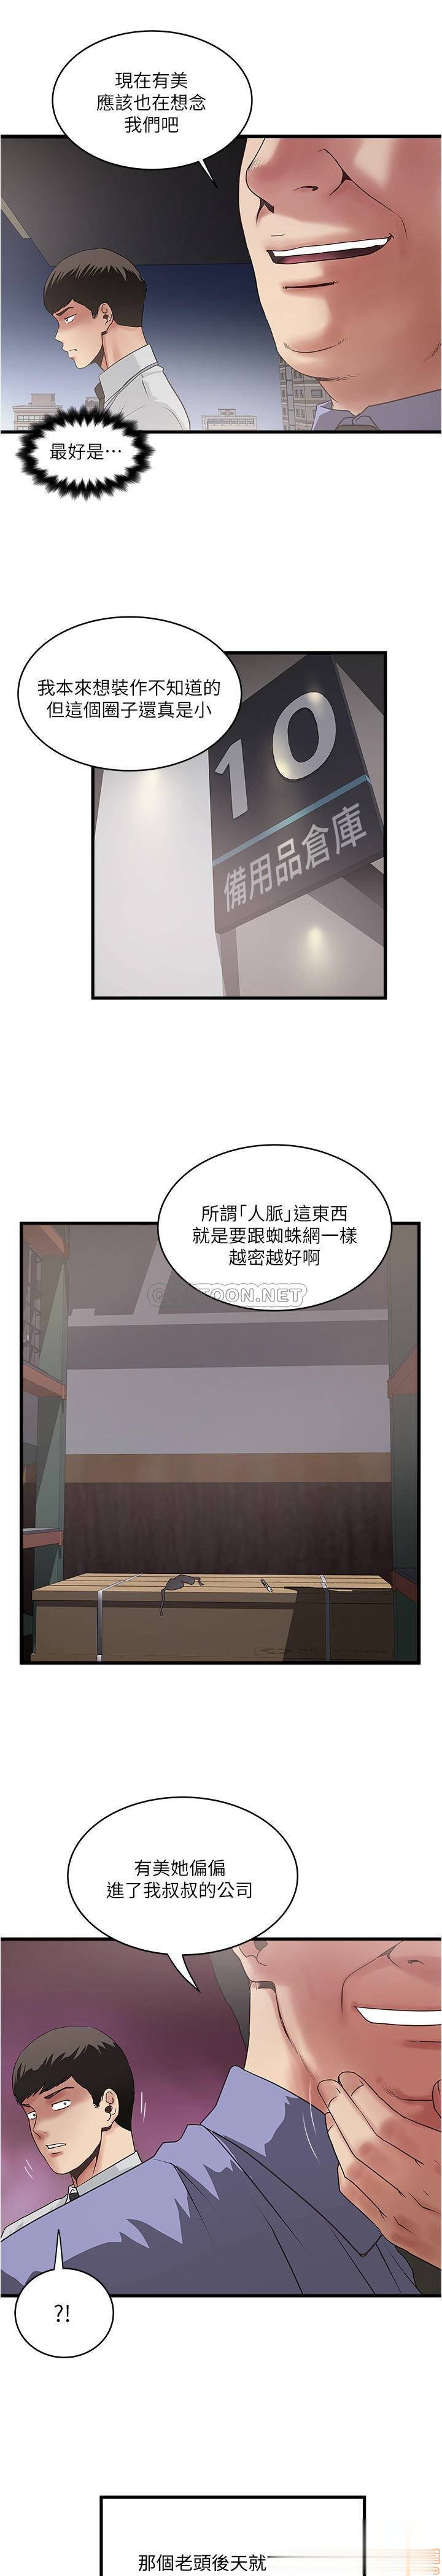 現在有美
應該也在想念
我們吧
最好是…
我本來想裝作不知道的
但這個圈子還真是小
10
備用品倉庫
所謂「人脈」這東西
就是要跟蜘蛛網一樣
越密越好啊
有美她偏偏
進了我叔叔的公司
?!
那個老頭後天就